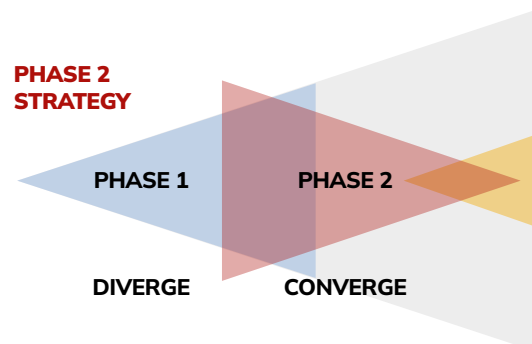 PHASE 2
STRATEGY
PHASE 1
PHASE 2
DIVERGE
CONVERGE